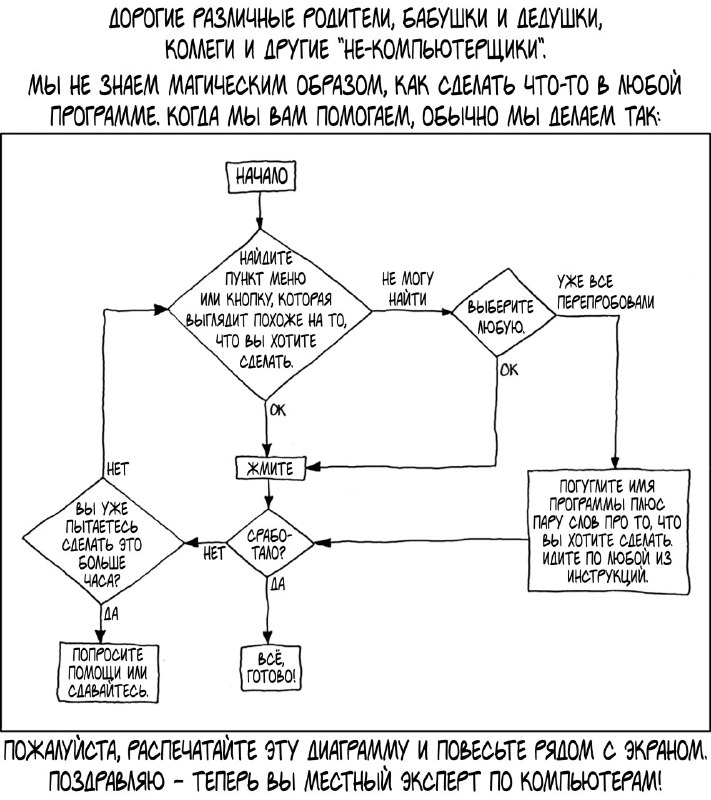 ДОРОГИЕ РАЗЛИЧНЫЕ РОДИТЕЛИ, БАБУШКИ И ДЕДУШКИ,
КОЛЛЕГИ И ДРУГИЕ "НЕ-КОМПЬЮТЕРЩИКИ".
МЫ НЕ ЗНАЕМ МАГИЧЕСКИМ ОБРАЗОМ, КАК СДЕЛАТЬ ЧТО-ТО В ЛЮБОЙ
ПРОГРАММЕ. КОГДА МЫ ВАМ ПОМОГАЕМ, ОБЫЧНО МЫ ДЕЛАЕМ ТАК:
НАЧАЛО
НАЙДИТЕ
ПУНКТ МЕНЮ
ИЛИ КНОПКУ, КОТОРАЯ
ВЫГЛЯДИТ ПОХОЖЕ НА ТО,
ЧТО ВЫ ХОТИТЕ
СДЕЛАТЬ.
НЕ МОГУ
НАЙТИ
ВЫБЕРИТЕ
ЛЮБУЮ.
УЖЕ ВСЕ
ПЕРЕПРОБОВАЛИ
OK
OK
ЖМИТЕ
ПОГУГЛИТЕ ИМЯ
ПРОГРАММЫ ПЛЮС
ПАРУ СЛОВ ПРО ТО, ЧТО
ВЫ ХОТИТЕ СДЕЛАТЬ.
ИДИТЕ ПО ЛЮБОЙ ИЗ
ИНСТРУКЦИЙ.
СРАБО-
ТАЛО?
НЕТ
ДА
ВЫ УЖЕ
ПЫТАЕТЕСЬ
СДЕЛАТЬ ЭТО
БОЛЬШЕ
ЧАСА?
НЕТ
ДА
ПОПРОСИТЕ
ПОМОЩИ ИЛИ
СДАВАЙТЕСЬ.
ВСЁ,
ГОТОВО!
ПОЖАЛУЙСТА, РАСПЕЧАТАЙТЕ ЭТУ ДИАГРАММУ И ПОВЕСЬТЕ РЯДОМ С ЭКРАНОМ.
ПОЗДРАВЛЯЮ – ТЕПЕРЬ ВЫ МЕСТНЫЙ ЭКСПЕРТ ПО КОМПЬЮТЕРАМ!